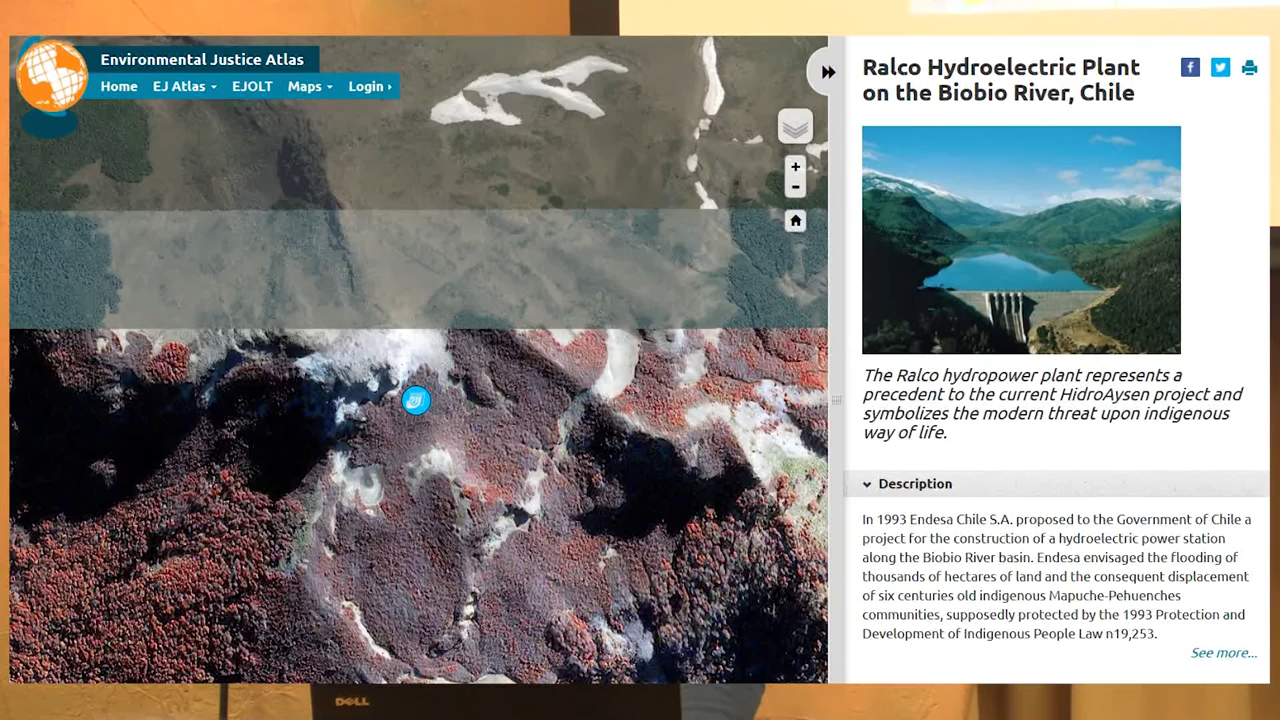 Environmental Justice Atlas
Home EJ Atlas EJOLT Maps Login
Ralco Hydroelectric Plant
on the Biobio River, Chile
The Ralco hydropower plant represents a
precedent to the current HidroAysen project and
symbolizes the modern threat upon indigenous
way of life.
Description
In 1993 Endesa Chile S.A. proposed to the Government of Chile a
project for the construction of a hydroelectric power station
along the Biobio River basin. Endesa envisaged the flooding of
thousands of hectares of land and the consequent displacement
of six centuries old indigenous Mapuche-Pehuenches
communities, supposedly protected by the 1993 Protection and
Development of Indigenous People Law n19,253.
See more...
DELL